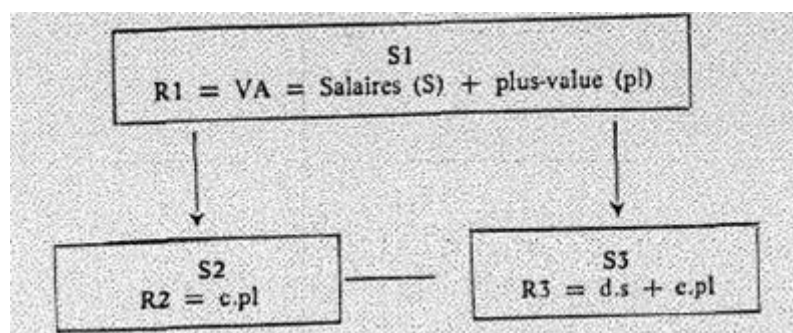 S1
R1 = VA = Salaires (S) + plus-value (pl)
S2
R2 = c.pl
S3
R3 = d.s + c.pl